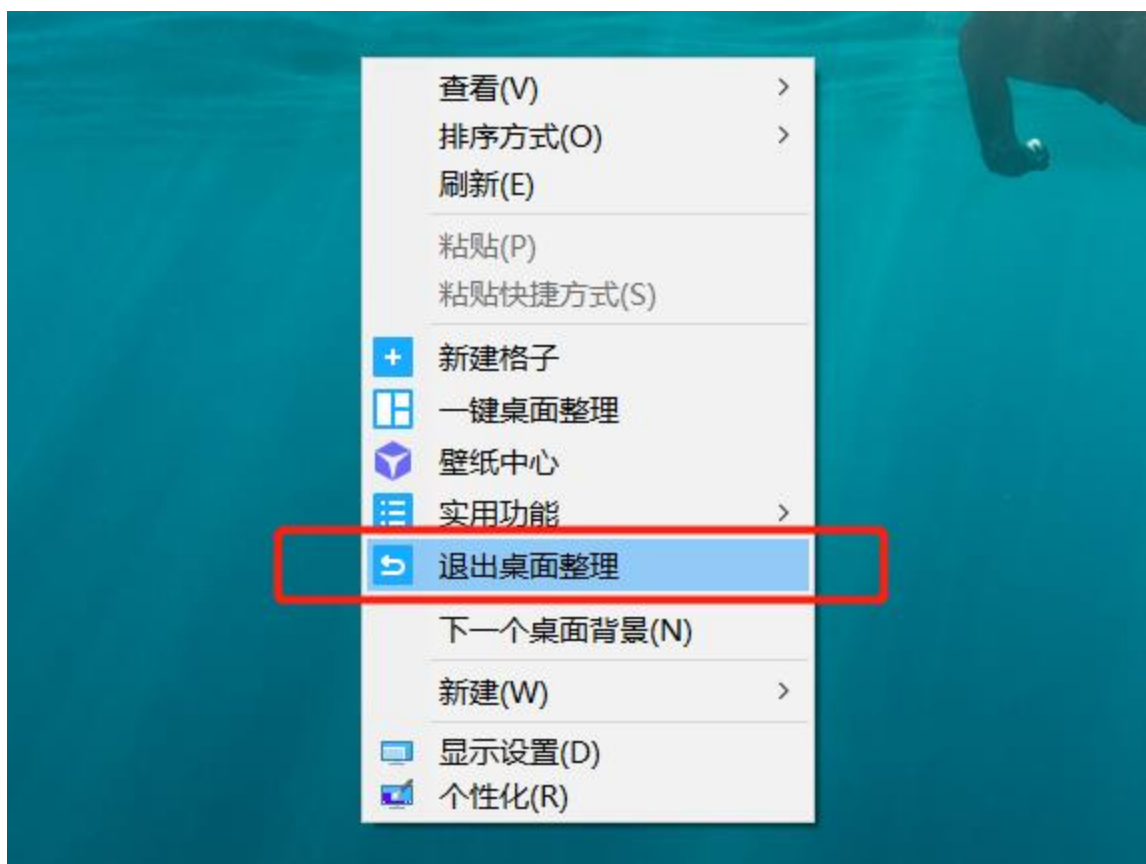 查看(V)
排序方式(O)
刷新(E)
粘贴(P)
粘贴快捷方式(S)
新建格子
一键桌面整理
壁纸中心
实用功能
退出桌面整理
下一个桌面背景(N)
新建(W)
显示设置(D)
个性化(R)